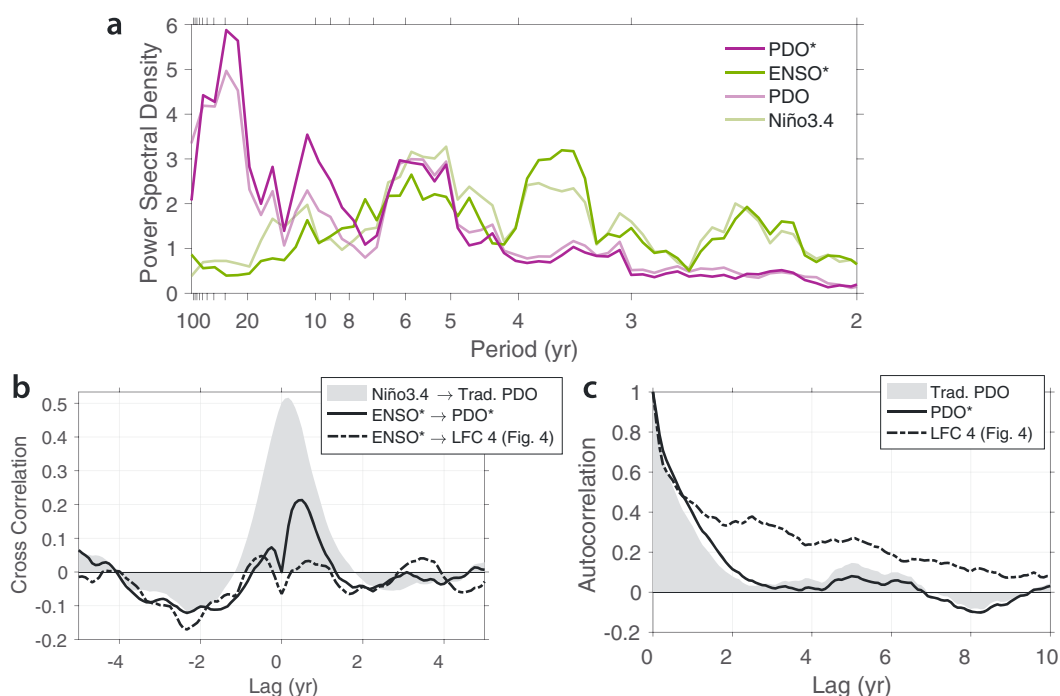 a
Power Spectral Density
6
5
4
3
2
1
0
PDO*
ENSO*
PDO
Niño3.4
100 20 10 8 6 5 4 3 2
Period (yr)
b
Cross Correlation
0.5
0.4
0.3
0.2
0.1
0
-0.1
-0.2
Niño3.4 → Trad. PDO
ENSO* → PDO*
ENSO* → LFC 4 (Fig. 4)
-4 -2 0 2 4
Lag (yr)
c
Autocorrelation
1
0.8
0.6
0.4
0.2
0
-0.2
Trad. PDO
PDO*
LFC 4 (Fig. 4)
0 2 4 6 8 10
Lag (yr)